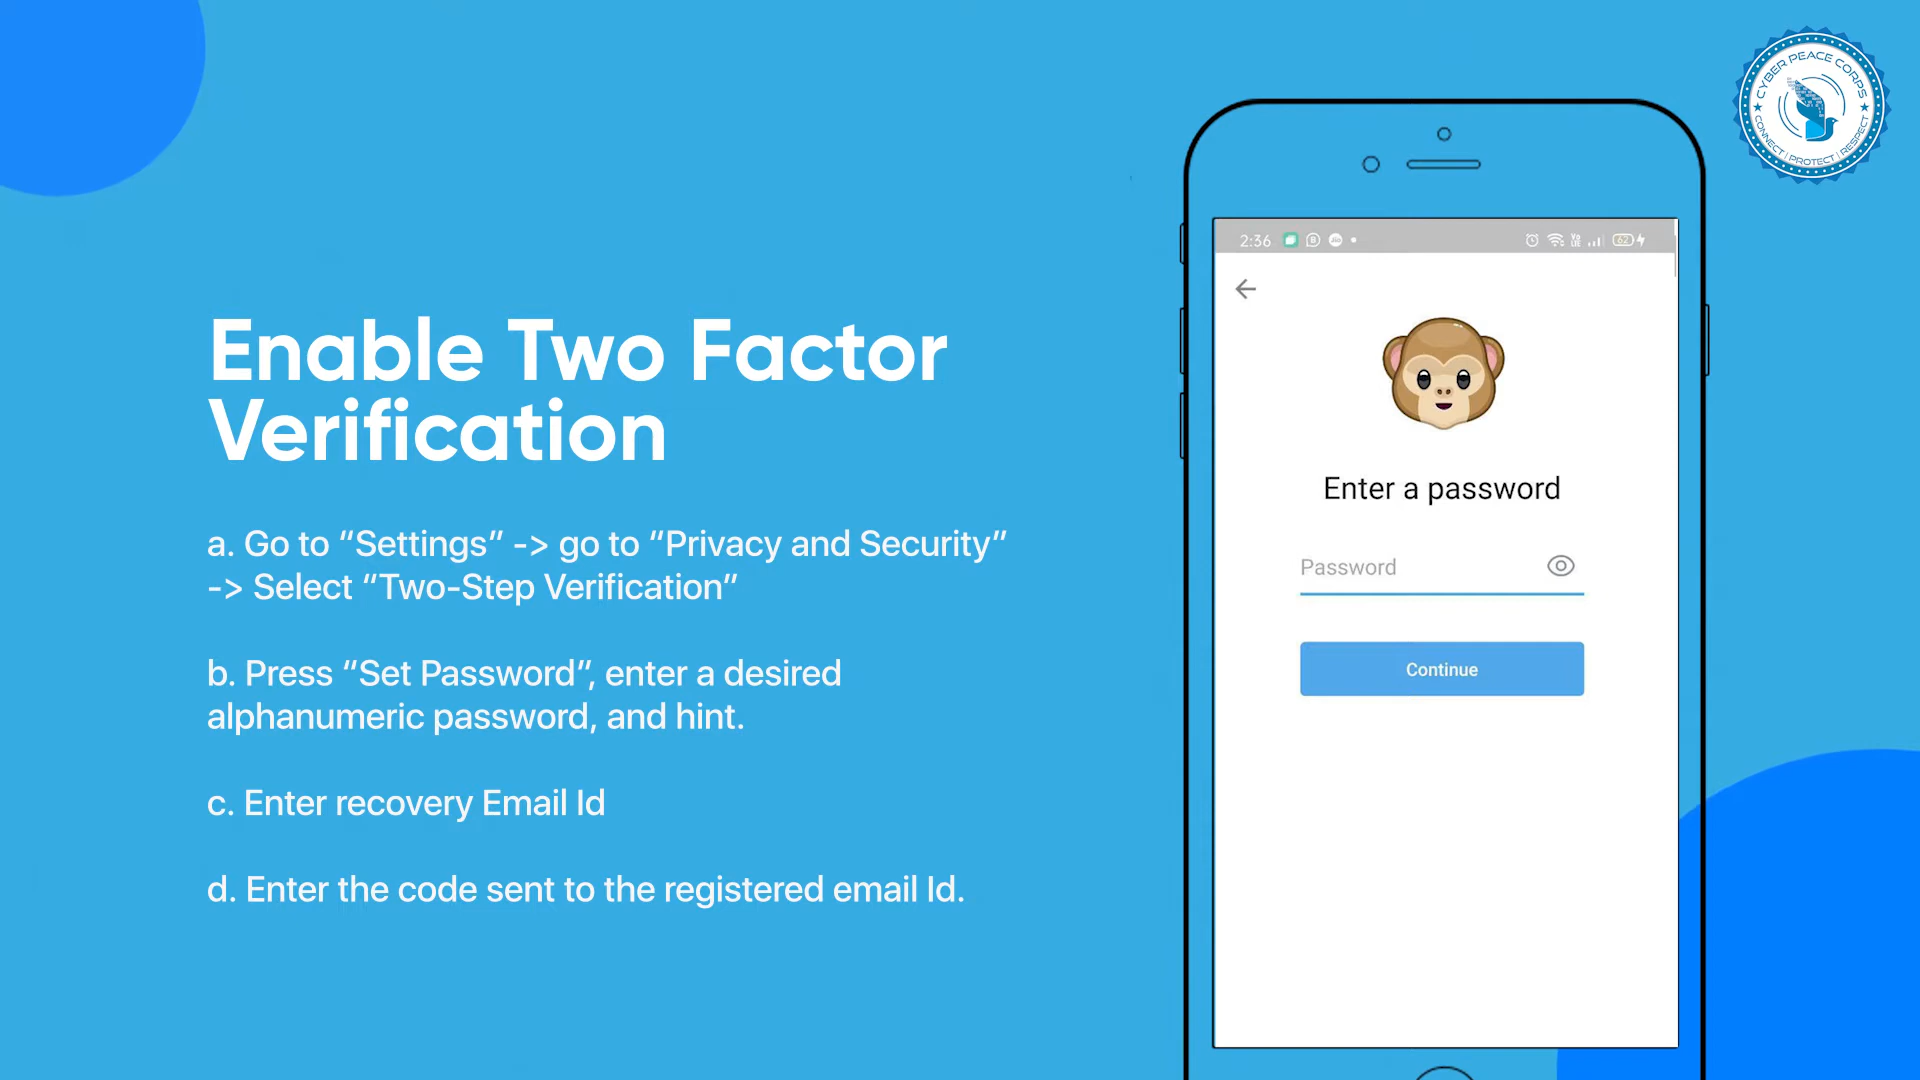 CYBER PEACE CORPS
CONNECT | PROTECT | RESPECT
Enable Two Factor
Verification
a. Go to “Settings” -> go to “Privacy and Security”
-> Select “Two-Step Verification”
b. Press “Set Password“, enter a desired
alphanumeric password, and hint.
c. Enter recovery Email Id
d. Enter the code sent to the registered email Id.
2:36
62
Enter a password
Password
Continue